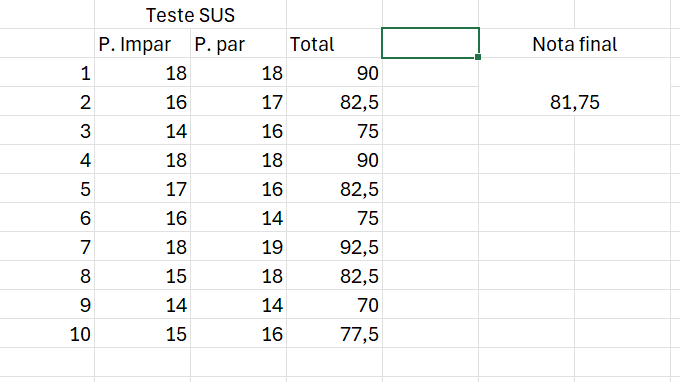 Teste SUS
P. Impar P. par Total Nota final
1 18 18 90
2 16 17 82,5 81,75
3 14 16 75
4 18 18 90
5 17 16 82,5
6 16 14 75
7 18 19 92,5
8 15 18 82,5
9 14 14 70
10 15 16 77,5